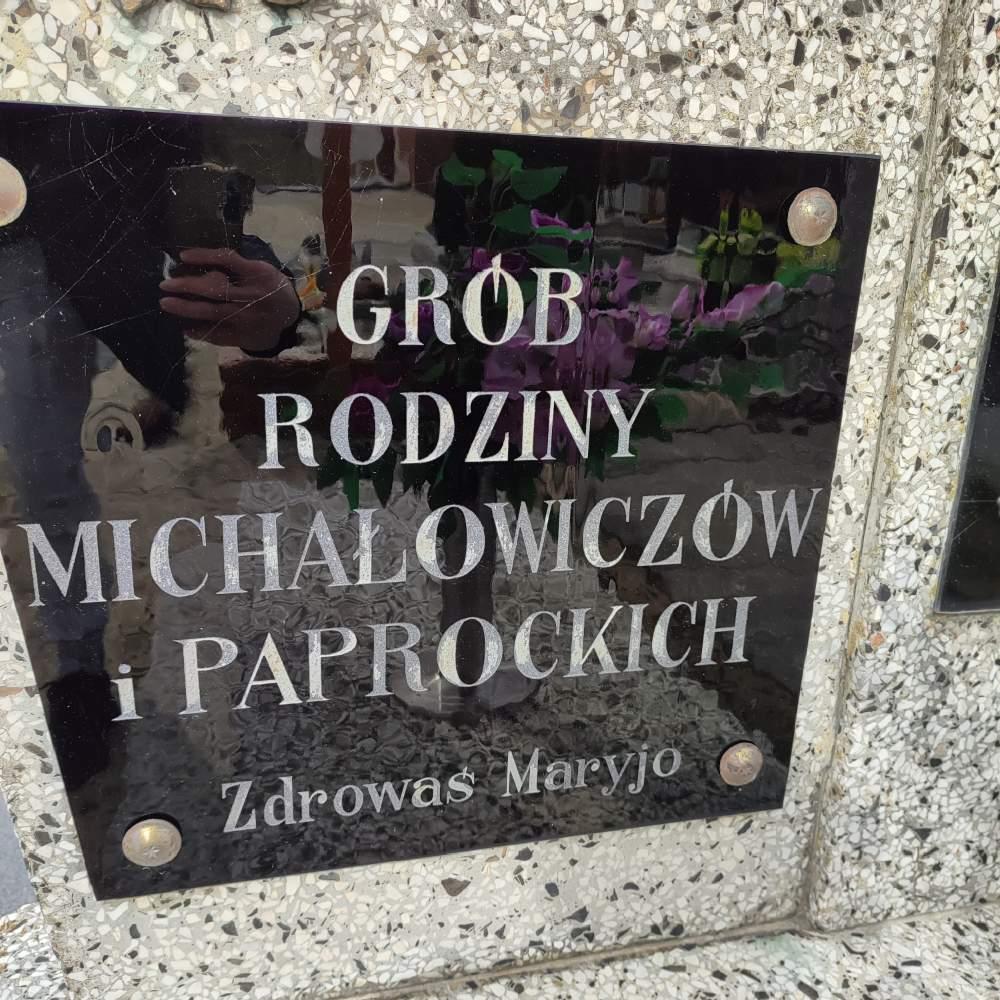 GRÓB
RODZINY
MICHAŁOWICZÓW
i PAPROCKICH
Zdrowaś Maryjo